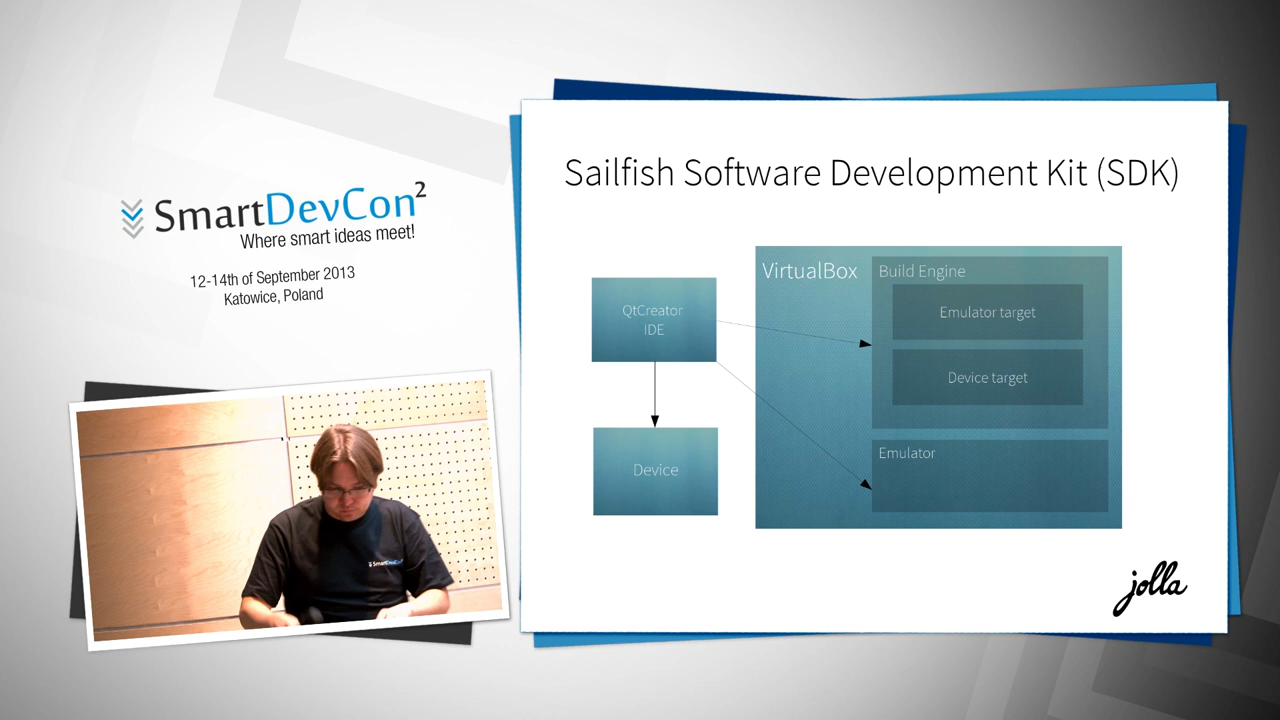 SmartDevCon²
Where smart ideas meet!
12-14th of September 2013
Katowice, Poland
Sailfish Software Development Kit (SDK)
QtCreator
IDE
Device
VirtualBox
Build Engine
Emulator target
Device target
Emulator
jolla
SmartDevCon²